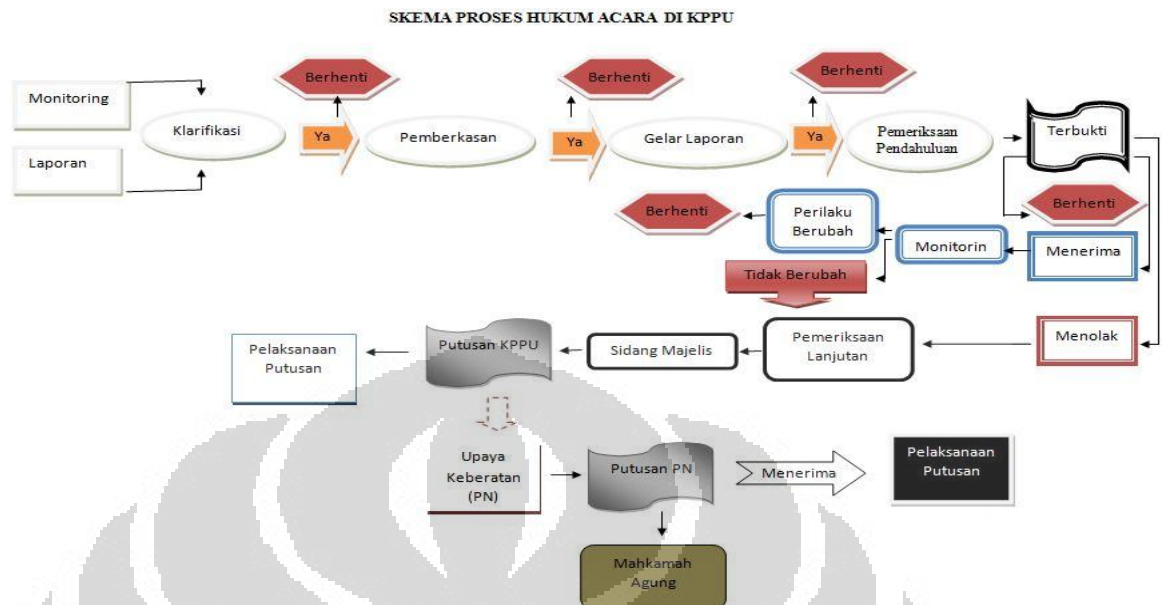 SKEMA PROSES HUKUM ACARA DI KPPU
Berhenti
Berhenti
Berhenti
Monitoring
Laporan
Klarifikasi
Ya
Pemberkasan
Ya
Gelar Laporan
Ya
Pemeriksaan
Pendahuluan
Terbukti
Berhenti
Berhenti
Perilaku
Berubah
Monitorin
Menerima
Tidak Berubah
Menolak
Pemeriksaan
Lanjutan
Sidang Majelis
Putusan KPPU
Pelaksanaan
Putusan
Upaya
Keberatan
(PN)
Putusan PN
Menerima
Pelaksanaan
Putusan
Mahkamah
Agung